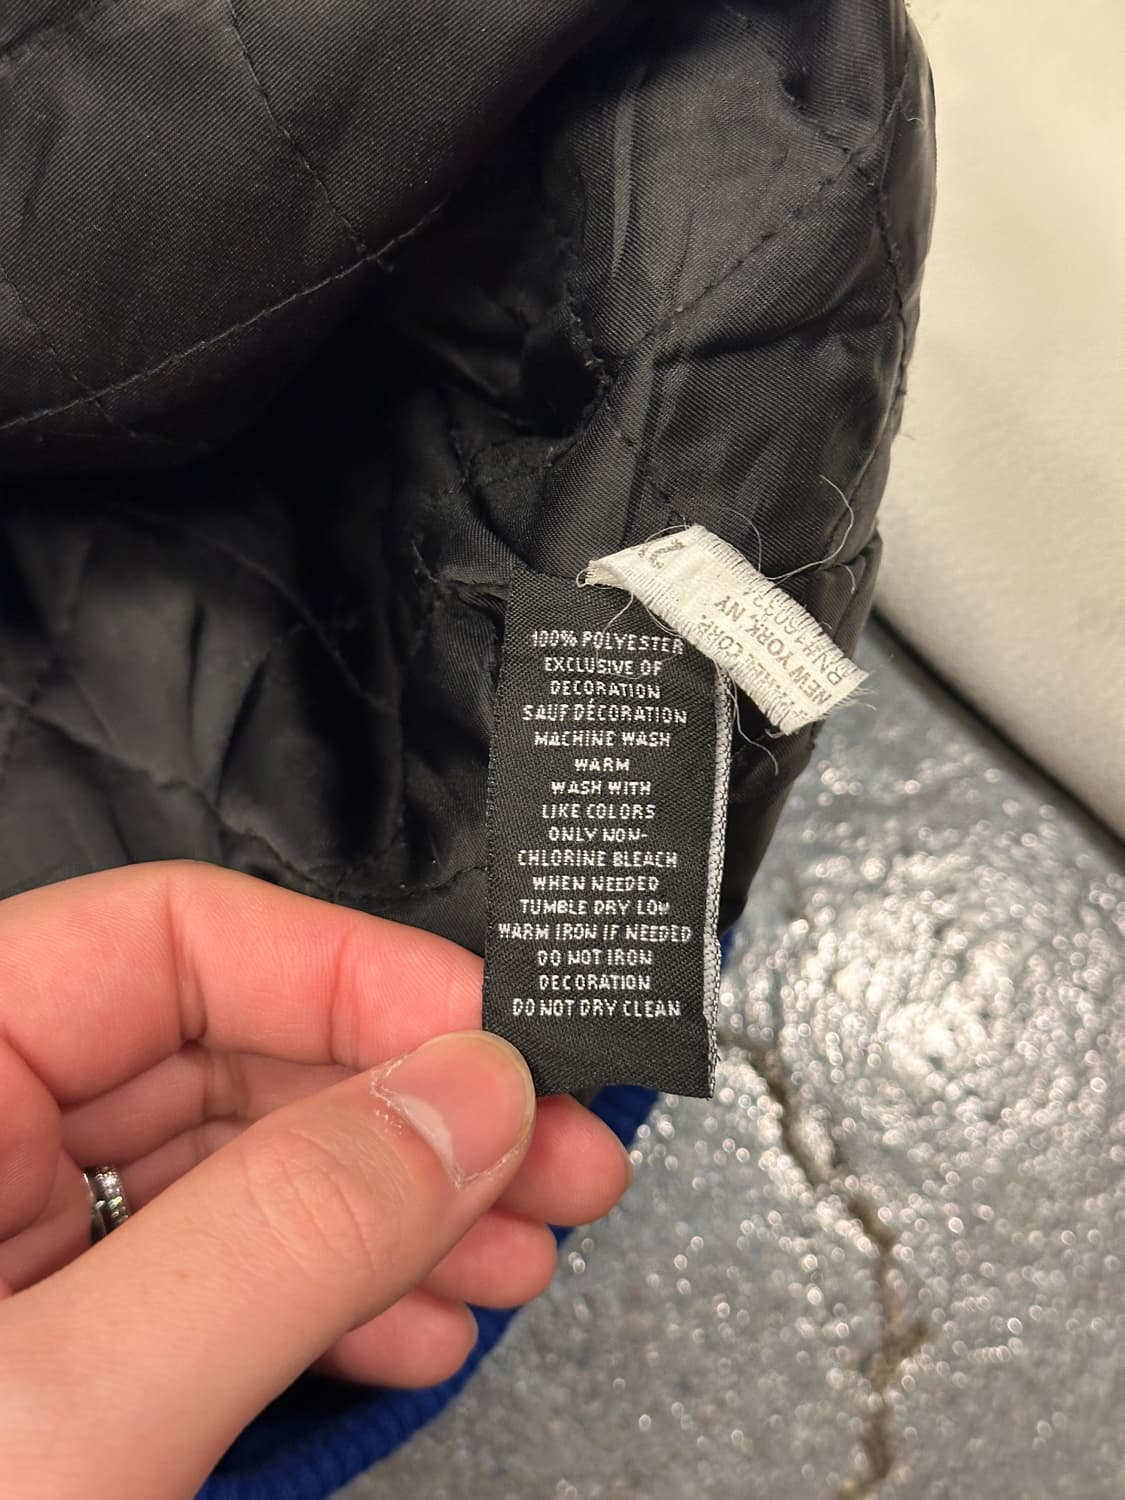 100% POLYESTER
EXCLUSIVE OF
DECORATION
SAUF DÉCORATION
MACHINE WASH
WARM
WASH WITH
LIKE COLORS
ONLY NON-
CHLORINE BLEACH
WHEN NEEDED
TUMBLE DRY LOW
WARM IRON IF NEEDED
DO NOT IRON
DECORATION
DO NOT DRY CLEAN
CORP.
NEW YORK, NY